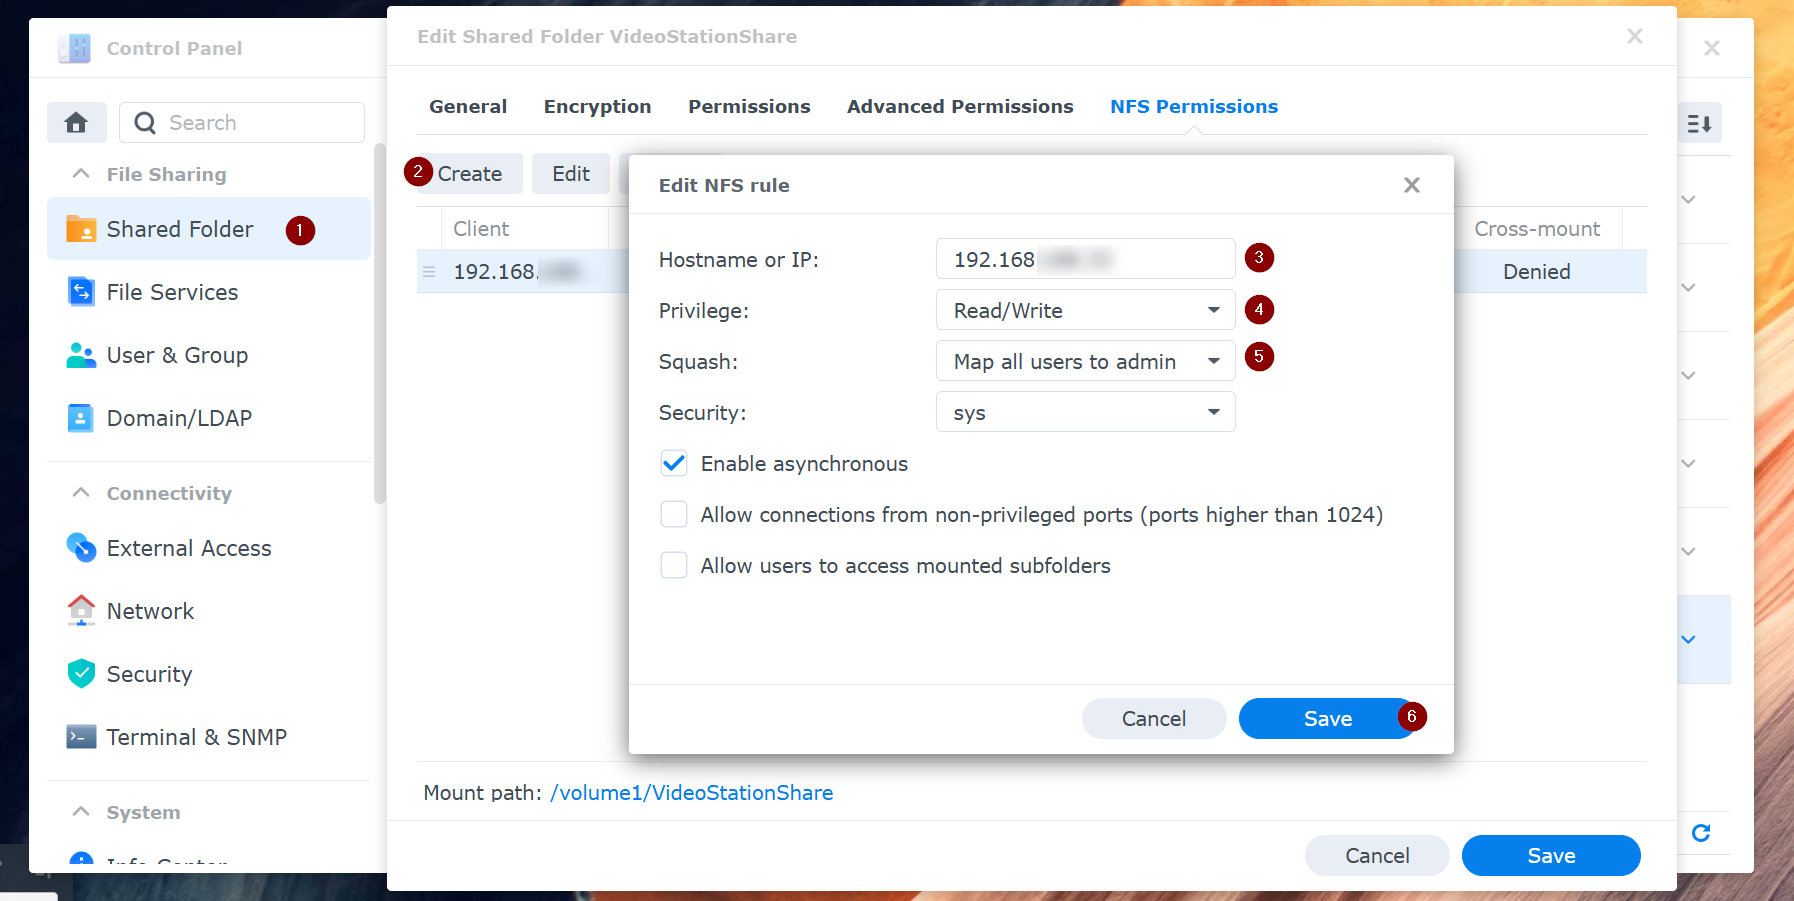 Control Panel
Search
File Sharing
Shared Folder 1
File Services
User & Group
Domain/LDAP
Connectivity
External Access
Network
Security
Terminal & SNMP
System
Info Center
Edit Shared Folder VideoStationShare
General Encryption Permissions Advanced Permissions NFS Permissions
2 Create Edit
Client Cross-mount
192.168. Denied
Edit NFS rule
Hostname or IP: 192.168 3
Privilege: Read/Write 4
Squash: Map all users to admin 5
Security: sys
Enable asynchronous
Allow connections from non-privileged ports (ports higher than 1024)
Allow users to access mounted subfolders
Cancel Save 6
Mount path: /volume1/VideoStationShare
Cancel Save